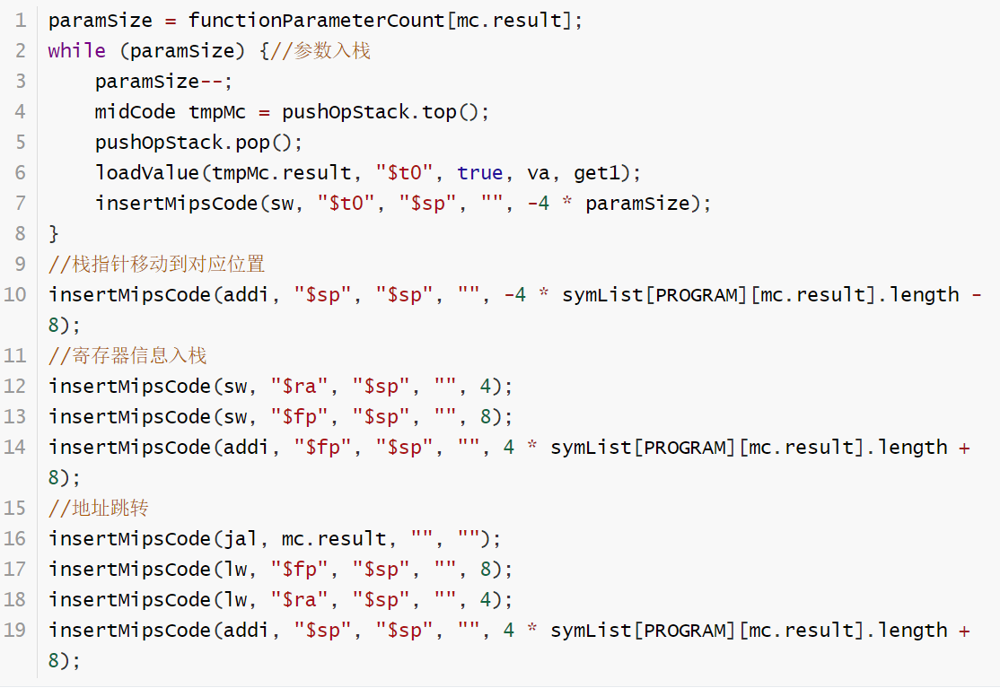 1 paramSize = functionParameterCount[mc.result];
2 while (paramSize) {//参数入栈
3     paramSize--;
4     midCode tmpMc = pushOpStack.top();
5     pushOpStack.pop();
6     loadValue(tmpMc.result, "$t0", true, va, get1);
7     insertMipsCode(sw, "$t0", "$sp", "", -4 * paramSize);
8 }
9 //栈指针移动到对应位置
10 insertMipsCode(addi, "$sp", "$sp", "", -4 * symList[PROGRAM][mc.result].length -
8);
11 //寄存器信息入栈
12 insertMipsCode(sw, "$ra", "$sp", "", 4);
13 insertMipsCode(sw, "$fp", "$sp", "", 8);
14 insertMipsCode(addi, "$fp", "$sp", "", 4 * symList[PROGRAM][mc.result].length +
8);
15 //地址跳转
16 insertMipsCode(jal, mc.result, "", "");
17 insertMipsCode(lw, "$fp", "$sp", "", 8);
18 insertMipsCode(lw, "$ra", "$sp", "", 4);
19 insertMipsCode(addi, "$sp", "$sp", "", 4 * symList[PROGRAM][mc.result].length +
8);